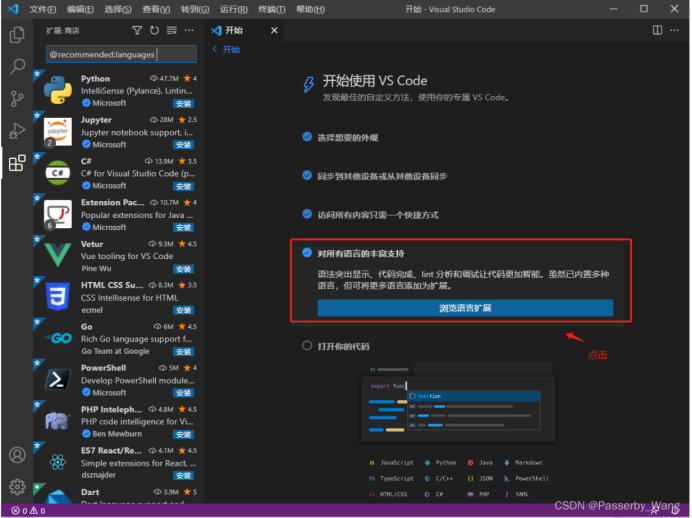 文件(F) 编辑(E) 选择(S) 查看(V) 转到(G) 运行(R) 终端(T) 帮助(H) 开始 - Visual Studio Code
扩展: 商店
@recommended:languages
Python 47.7M 4
IntelliSense (Pylance), Lintin...
Microsoft 安装
Jupyter 28M 2.5
Jupyter notebook support, i...
Microsoft 安装
2
C# 13.9M 3.5
C# for Visual Studio Code (p...
Microsoft 安装
C#
Extension Pac... 10.7M 4
Popular extensions for Java ...
Microsoft 安装
6
Vetur 9.3M 4.5
Vue tooling for VS Code
Pine Wu 安装
HTML CSS Su... 8.3M 3.5
CSS Intellisense for HTML
ecmel 安装
Go 6M 4.5
Rich Go language support f...
Go Team at Google 安装
GO
PowerShell 5M 4
Develop PowerShell module...
Microsoft 安装
PHP Inteleph... 4.8M 4.5
PHP code intelligence for Vi...
Ben Mewburn 安装
php
ES7 React/Re... 4.1M 4.5
Simple extensions for React, ...
dsznajder 安装
Dart 3.9M 5
0 0
开始
开始
开始使用 VS Code
发现最佳的自定义方法，使用你的专属 VS Code。
选择想要的外观
同步到其他设备或从其他设备同步
访问所有内容只需一个快捷方式
对所有语言的丰富支持
语法突出显示、代码完成、lint 分析和调试让代码更加智能。虽然已内置多种
语言，但可将更多语言添加为扩展。
浏览语言扩展
点击
打开你的代码
TS
export func
function
JS JavaScript Python Java Markdown
TS TypeScript C/C++ {} JSON PowerShell
HTML/CSS C# PHP ! YAML
CSDN @Passerby_Wang